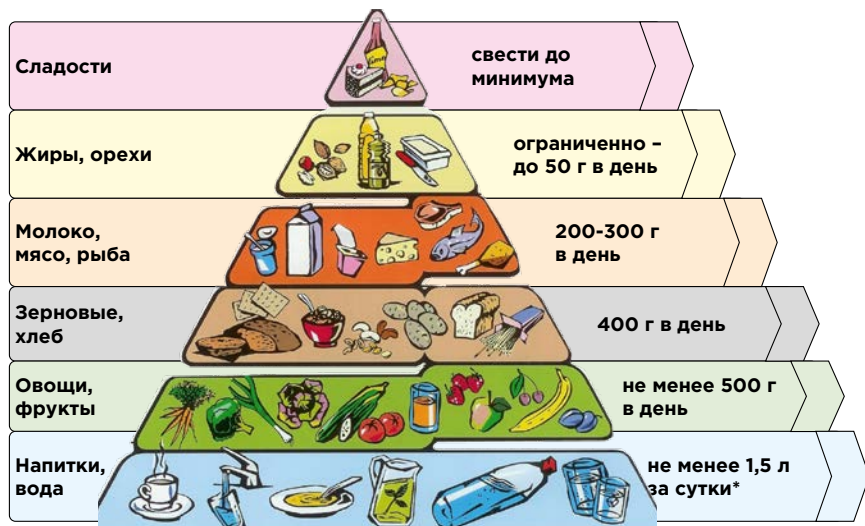 Сладости
свести до
минимума
Жиры, орехи
ограниченно –
до 50 г в день
Молоко,
мясо, рыба
200-300 г
в день
Зерновые,
хлеб
400 г в день
Овощи,
фрукты
не менее 500 г
в день
Напитки,
вода
не менее 1,5 л
за сутки*